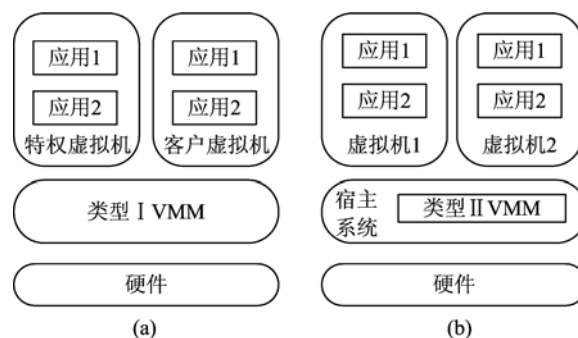 应用1
应用2
特权虚拟机
应用1
应用2
客户虚拟机
类型Ⅰ VMM
硬件
(a)
应用1
应用2
虚拟机1
应用1
应用2
虚拟机2
宿主
系统
类型ⅡVMM
硬件
(b)